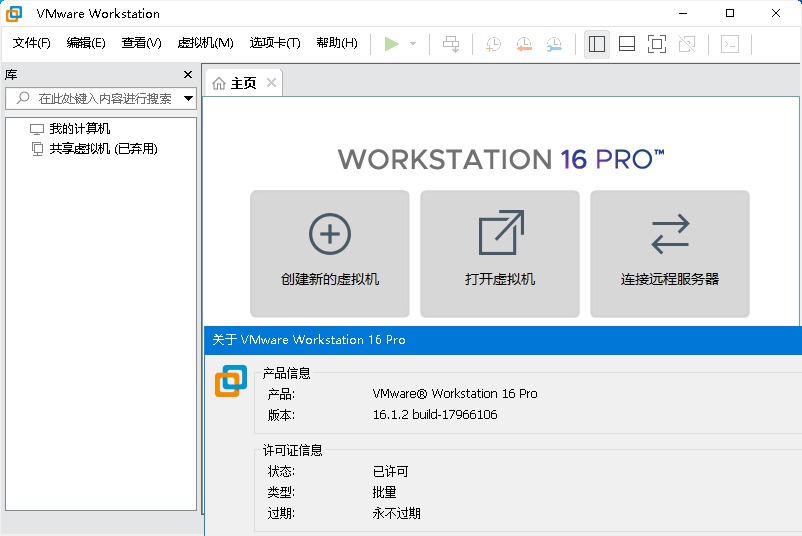 VMware Workstation
文件(F) 编辑(E) 查看(V) 虚拟机(M) 选项卡(T) 帮助(H)
库
在此处键入内容进行搜索
我的计算机
共享虚拟机 (已弃用)
主页
WORKSTATION 16 PRO™
创建新的虚拟机
打开虚拟机
连接远程服务器
关于 VMware Workstation 16 Pro
产品信息
产品: VMware® Workstation 16 Pro
版本: 16.1.2 build-17966106
许可证信息
状态: 已许可
类型: 批量
过期: 永不过期